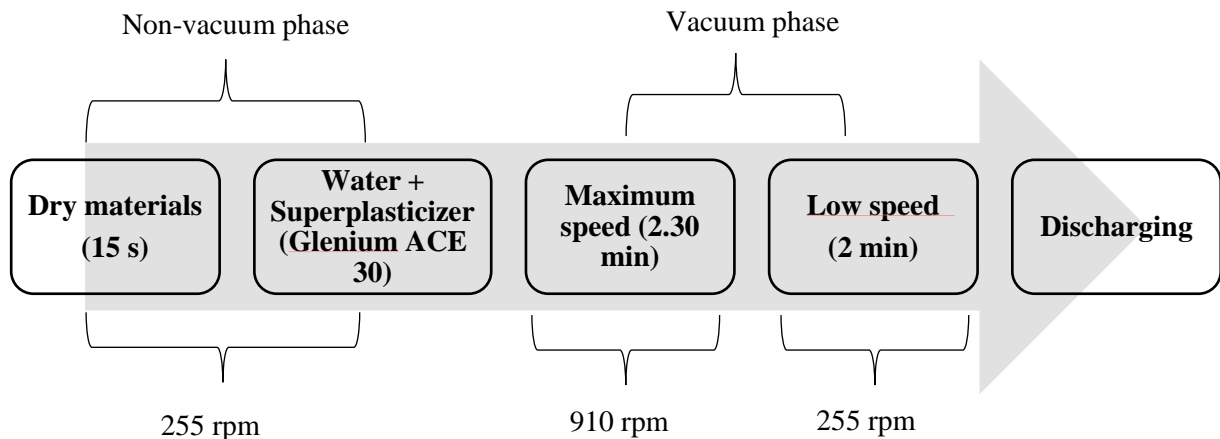 Non-vacuum phase
Vacuum phase
Dry materials
(15 s)
Water +
Superplasticizer
(Glenium ACE
30)
Maximum
speed (2.30
min)
Low speed
(2 min)
Discharging
255 rpm
910 rpm
255 rpm